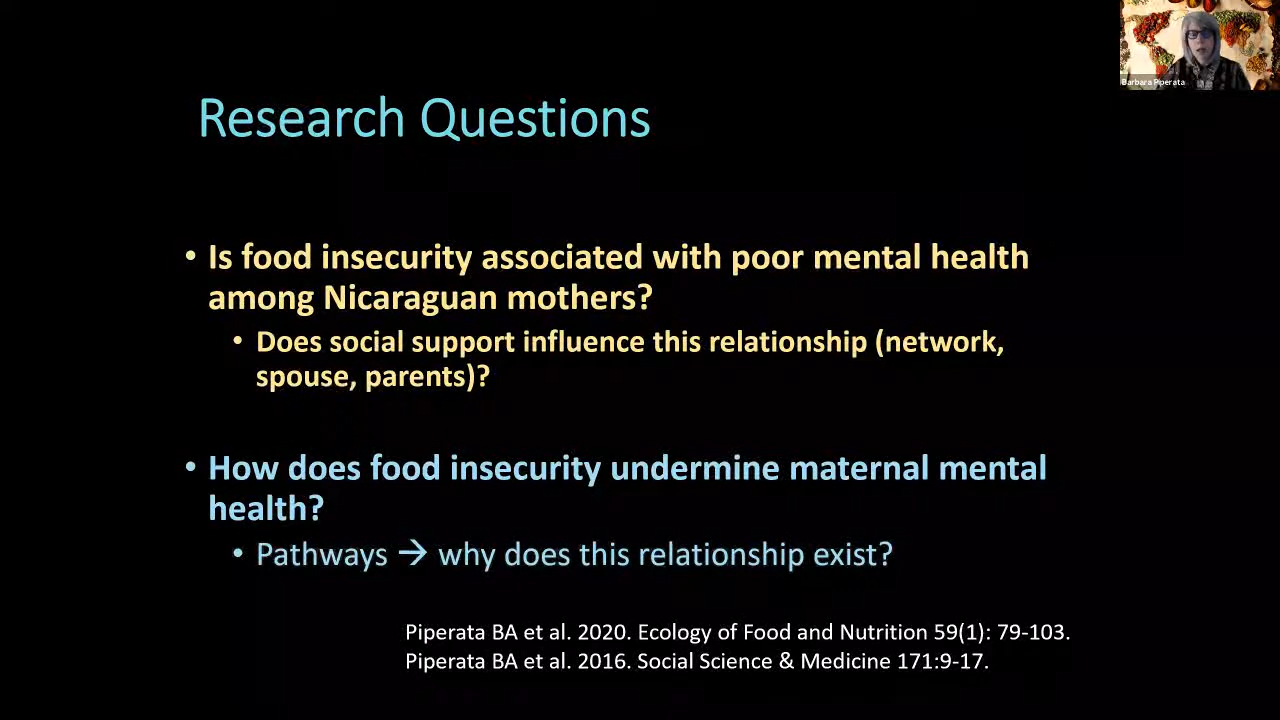 Barbara Piperata
Research Questions
• Is food insecurity associated with poor mental health
among Nicaraguan mothers?
• Does social support influence this relationship (network,
spouse, parents)?
• How does food insecurity undermine maternal mental
health?
• Pathways → why does this relationship exist?
Piperata BA et al. 2020. Ecology of Food and Nutrition 59(1): 79-103.
Piperata BA et al. 2016. Social Science & Medicine 171:9-17.